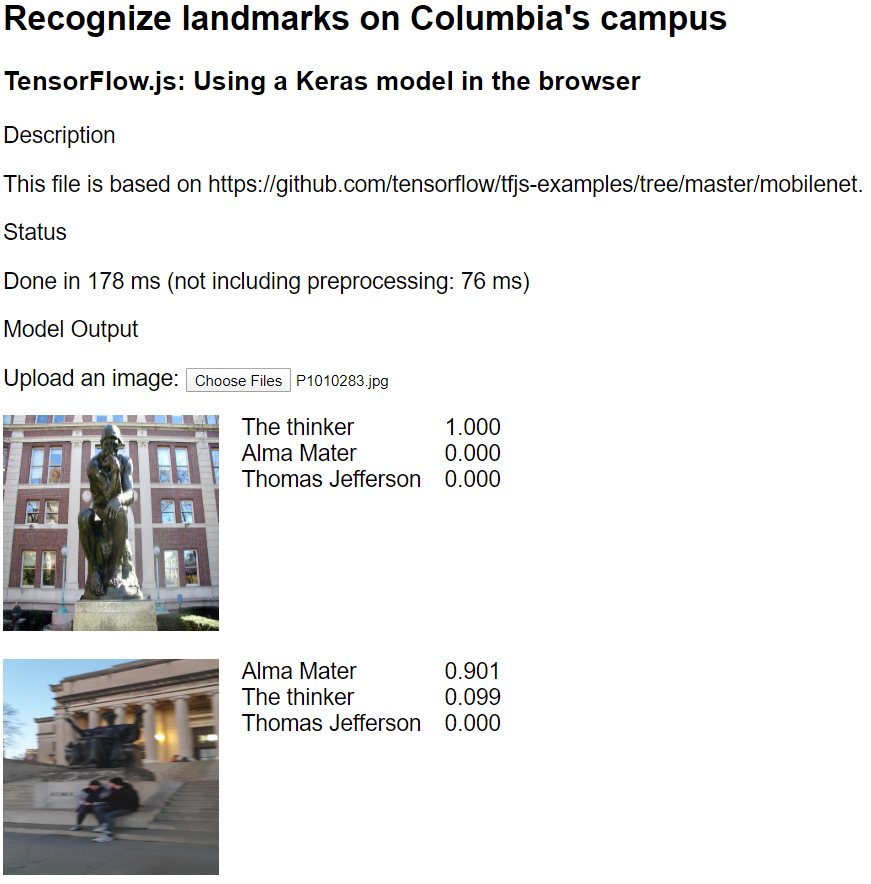 Recognize landmarks on Columbia's campus
TensorFlow.js: Using a Keras model in the browser
Description
This file is based on https://github.com/tensorflow/tfjs-examples/tree/master/mobilenet.
Status
Done in 178 ms (not including preprocessing: 76 ms)
Model Output
Upload an image: Choose Files P1010283.jpg
The thinker 1.000
Alma Mater 0.000
Thomas Jefferson 0.000
Alma Mater 0.901
The thinker 0.099
Thomas Jefferson 0.000